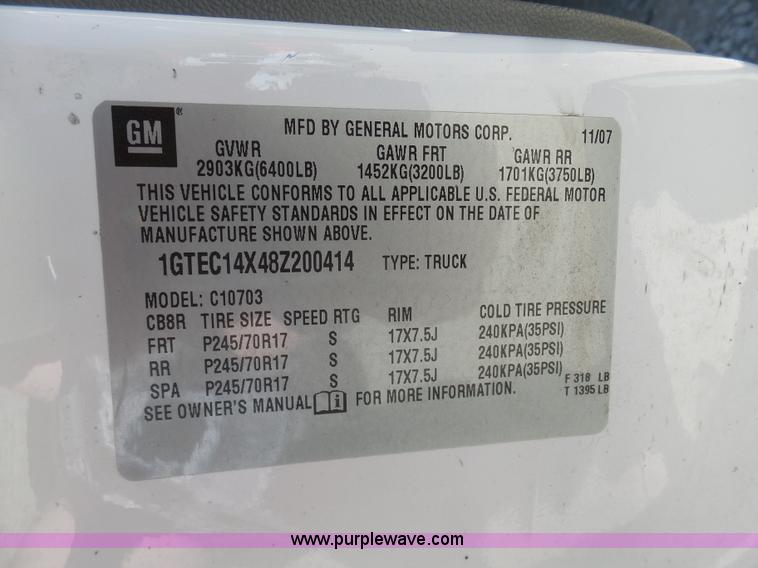 GM ® MFD BY GENERAL MOTORS CORP. 11/07
GVWR GAWR FRT GAWR RR
2903KG(6400LB) 1452KG(3200LB) 1701KG(3750LB)
THIS VEHICLE CONFORMS TO ALL APPLICABLE U.S. FEDERAL MOTOR
VEHICLE SAFETY STANDARDS IN EFFECT ON THE DATE OF
MANUFACTURE SHOWN ABOVE.
1GTEC14X48Z200414 TYPE: TRUCK
MODEL: C10703
CB8R TIRE SIZE SPEED RTG RIM COLD TIRE PRESSURE
FRT P245/70R17 S 17X7.5J 240KPA(35PSI)
RR P245/70R17 S 17X7.5J 240KPA(35PSI)
SPA P245/70R17 S 17X7.5J 240KPA(35PSI)
F 318 LB
T 1395 LB
SEE OWNER'S MANUAL i FOR MORE INFORMATION.
www.purplewave.com